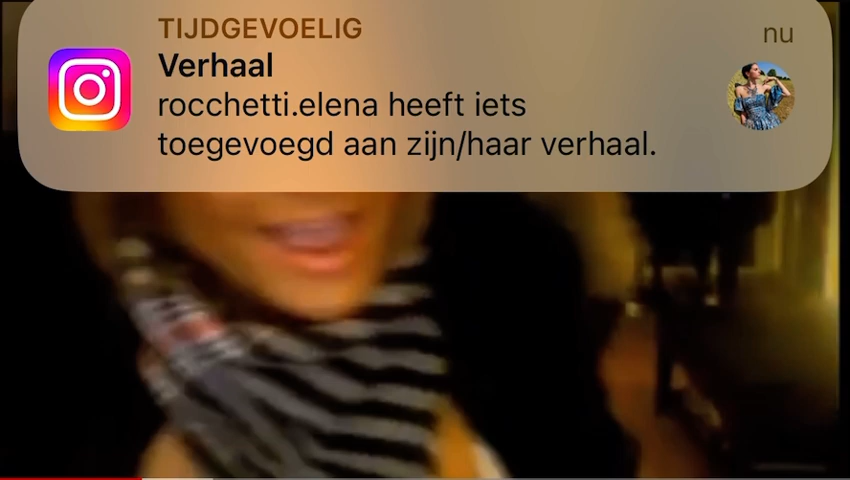 TIJDGEVOELIG
nu
Verhaal
rocchetti.elena heeft iets
toegevoegd aan zijn/haar verhaal.